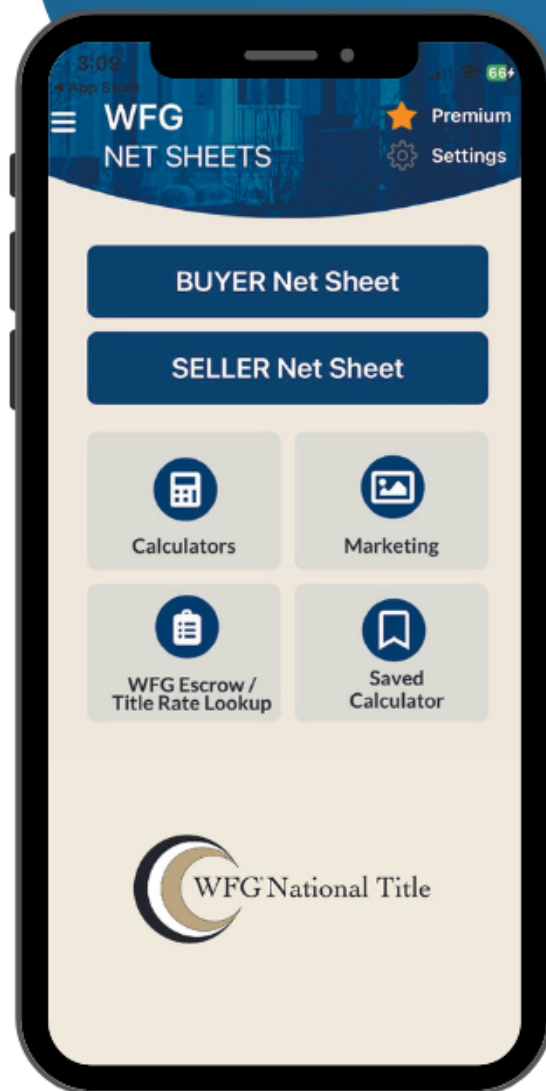 3:09
66
◀ App Store
WFG
Premium
NET SHEETS
Settings
BUYER Net Sheet
SELLER Net Sheet
Calculators
Marketing
WFG Escrow /
Title Rate Lookup
Saved
Calculator
WFG National Title